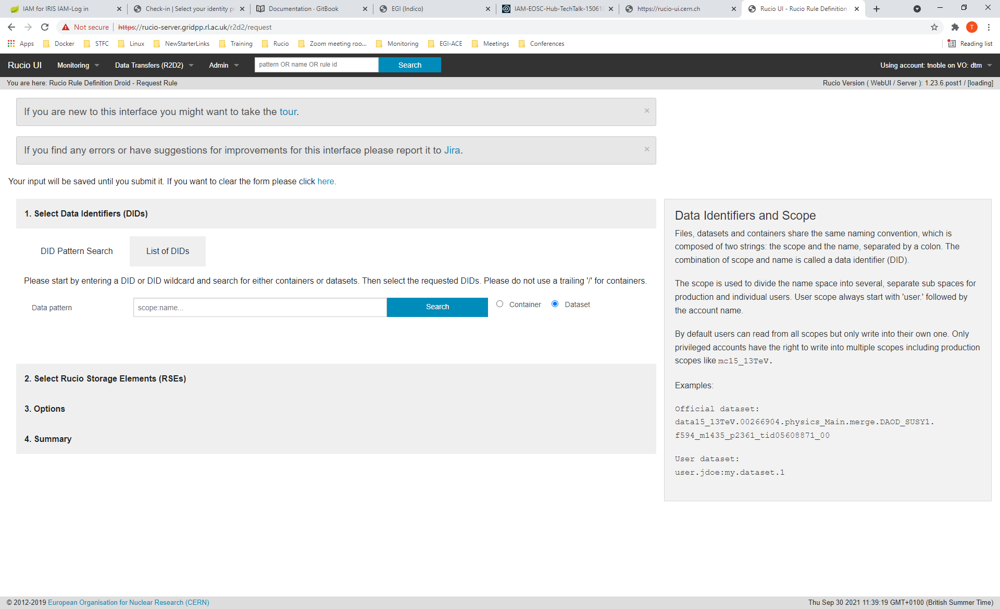 IAM for IRIS IAM-Log in
Check-in | Select your identity pr
Documentation · GitBook
EGI (Indico)
IAM-EOSC-Hub-TechTalk-15061
https://rucio-ui.cern.ch
Rucio UI - Rucio Rule Definition
Not secure
https://rucio-server.gridpp.rl.ac.uk/r2d2/request
T
Apps
Docker
STFC
Linux
NewStarterLinks
Training
Rucio
Zoom meeting roo...
Monitoring
EGI-ACE
Meetings
Conferences
Reading list
Rucio UI
Monitoring
Data Transfers (R2D2)
Admin
pattern OR name OR rule id
Search
Using account: tnoble on VO: dtm
You are here: Rucio Rule Definition Droid - Request Rule
Rucio Version ( WebUI / Server ): 1.23.6.post1 / [loading]
If you are new to this interface you might want to take the tour.
×
If you find any errors or have suggestions for improvements for this interface please report it to Jira.
×
Your input will be saved until you submit it. If you want to clear the form please click here.
1. Select Data Identifiers (DIDs)
DID Pattern Search
List of DIDs
Please start by entering a DID or DID wildcard and search for either containers or datasets. Then select the requested DIDs. Please do not use a trailing '/' for containers.
Data pattern
scope:name...
Search
Container
Dataset
2. Select Rucio Storage Elements (RSEs)
3. Options
4. Summary
Data Identifiers and Scope
Files, datasets and containers share the same naming convention, which is
composed of two strings: the scope and the name, separated by a colon. The
combination of scope and name is called a data identifier (DID).
The scope is used to divide the name space into several, separate sub spaces for
production and individual users. User scope always start with 'user.' followed by
the account name.
By default users can read from all scopes but only write into their own one. Only
privileged accounts have the right to write into multiple scopes including production
scopes like mc15_13TeV.
Examples:
Official dataset:
data15_13TeV.00266904.physics_Main.merge.DAOD_SUSY1.
f594_m1435_p2361_tid05608871_00
User dataset:
user.jdoe:my.dataset.1
© 2012-2019 European Organisation for Nuclear Research (CERN)
Thu Sep 30 2021 11:39:19 GMT+0100 (British Summer Time)